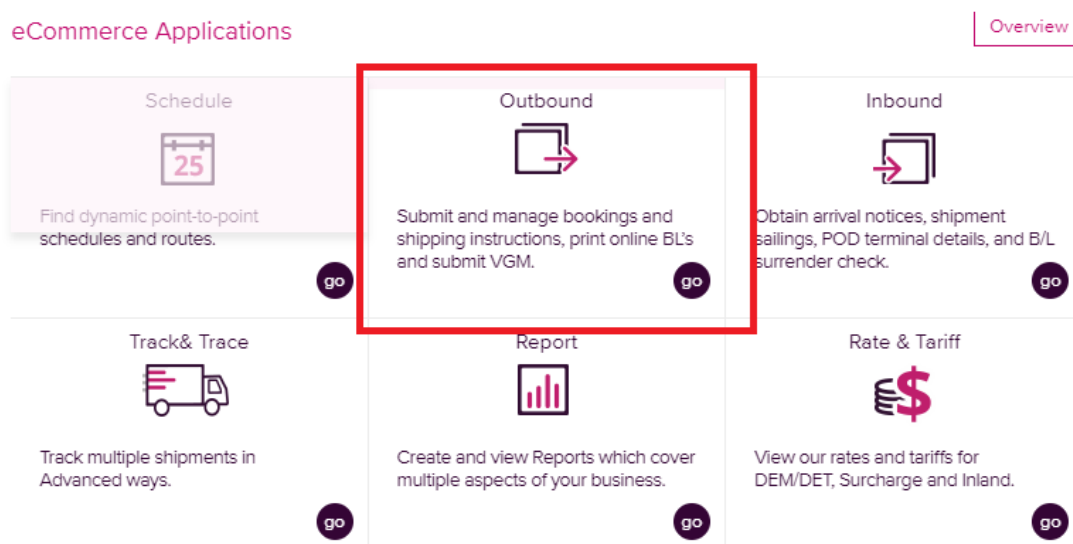 eCommerce Applications
Overview
Schedule
25
Find dynamic point-to-point
schedules and routes.
go
Outbound
Submit and manage bookings and
shipping instructions, print online BL's
and submit VGM.
go
Inbound
Obtain arrival notices, shipment
sailings, POD terminal details, and B/L
surrender check.
go
Track& Trace
Track multiple shipments in
Advanced ways.
go
Report
Create and view Reports which cover
multiple aspects of your business.
go
Rate & Tariff
$
View our rates and tariffs for
DEM/DET, Surcharge and Inland.
go